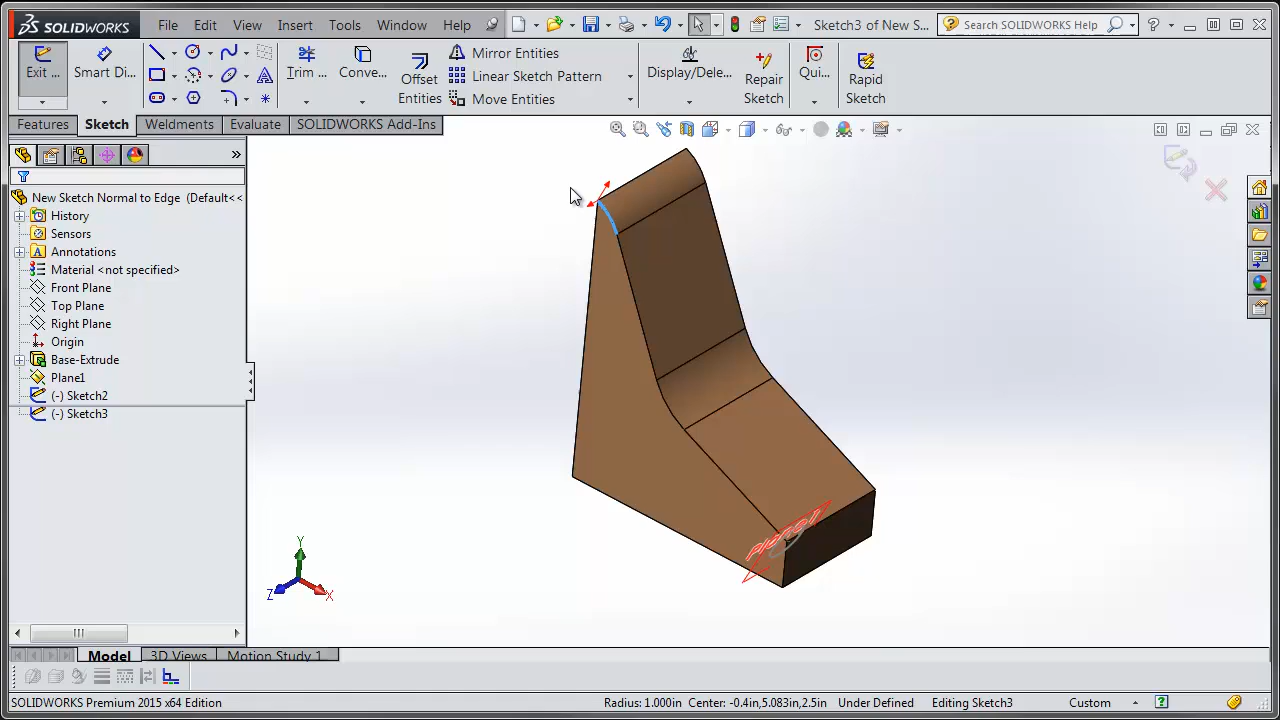 SOLIDWORKS File Edit View Insert Tools Window Help Sketch3 of New S... Search SOLIDWORKS Help
Exit ... Smart Di... Trim ... Conve... Offset Entities Mirror Entities Linear Sketch Pattern Move Entities Display/Dele... Repair Sketch Qui... Rapid Sketch
Features Sketch Weldments Evaluate SOLIDWORKS Add-Ins
New Sketch Normal to Edge (Default<<
History
Sensors
Annotations
Material <not specified>
Front Plane
Top Plane
Right Plane
Origin
Base-Extrude
Plane1
(-) Sketch2
(-) Sketch3
Plane1
Y
Z X
Model 3D Views Motion Study 1
SOLIDWORKS Premium 2015 x64 Edition Radius: 1.000in Center: -0.4in,5.083in,2.5in Under Defined Editing Sketch3 Custom